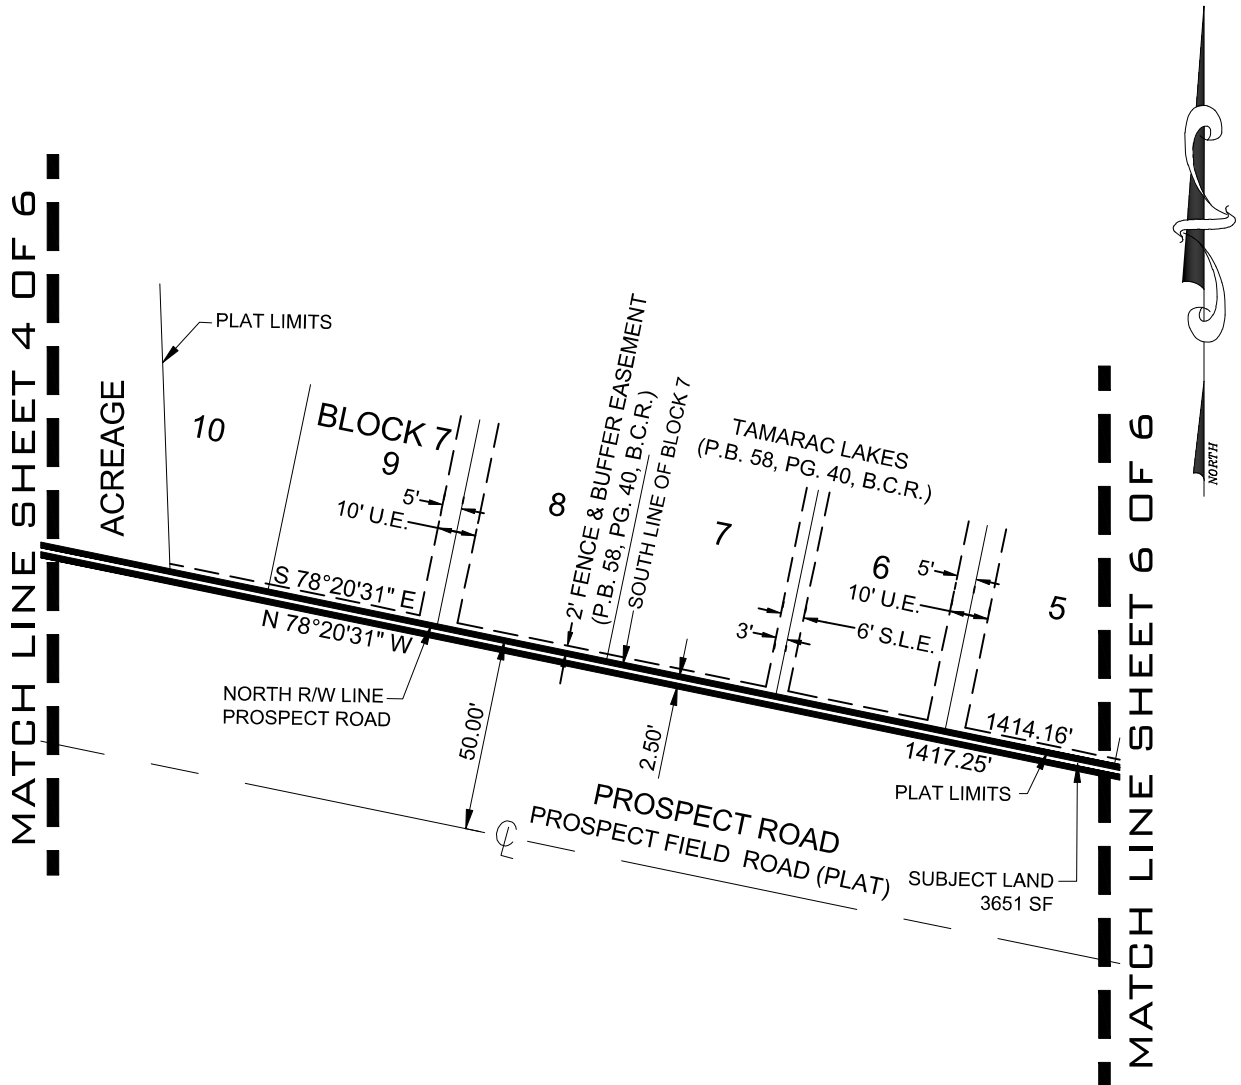 MATCH LINE SHEET 4 OF 6
ACREAGE
PLAT LIMITS
10
BLOCK 7
9
5'
10' U.E.
8
2' FENCE & BUFFER EASEMENT
(P.B. 58, PG. 40, B.C.R.)
SOUTH LINE OF BLOCK 7
TAMARAC LAKES
(P.B. 58, PG. 40, B.C.R.)
7
6
5'
10' U.E.
3'
6' S.L.E.
5
S 78°20'31" E
N 78°20'31" W
NORTH R/W LINE
PROSPECT ROAD
50.00'
2.50'
1414.16'
1417.25'
PLAT LIMITS
PROSPECT ROAD
PROSPECT FIELD ROAD (PLAT)
SUBJECT LAND
3651 SF
CL
MATCH LINE SHEET 6 OF 6
NORTH